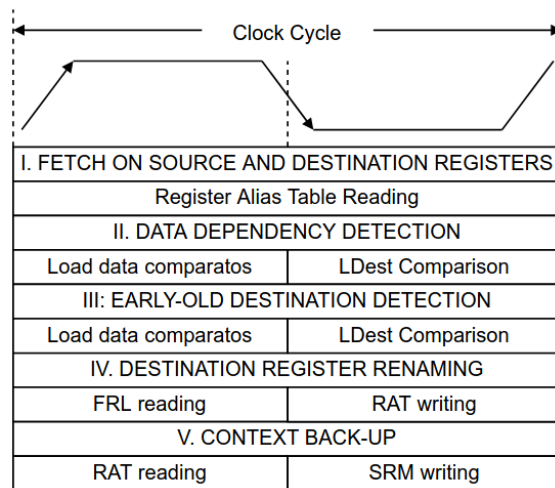 Clock Cycle
I. FETCH ON SOURCE AND DESTINATION REGISTERS
Register Alias Table Reading
II. DATA DEPENDENCY DETECTION
Load data comparatos LDest Comparison
III: EARLY-OLD DESTINATION DETECTION
Load data comparatos LDest Comparison
IV. DESTINATION REGISTER RENAMING
FRL reading RAT writing
V. CONTEXT BACK-UP
RAT reading SRM writing